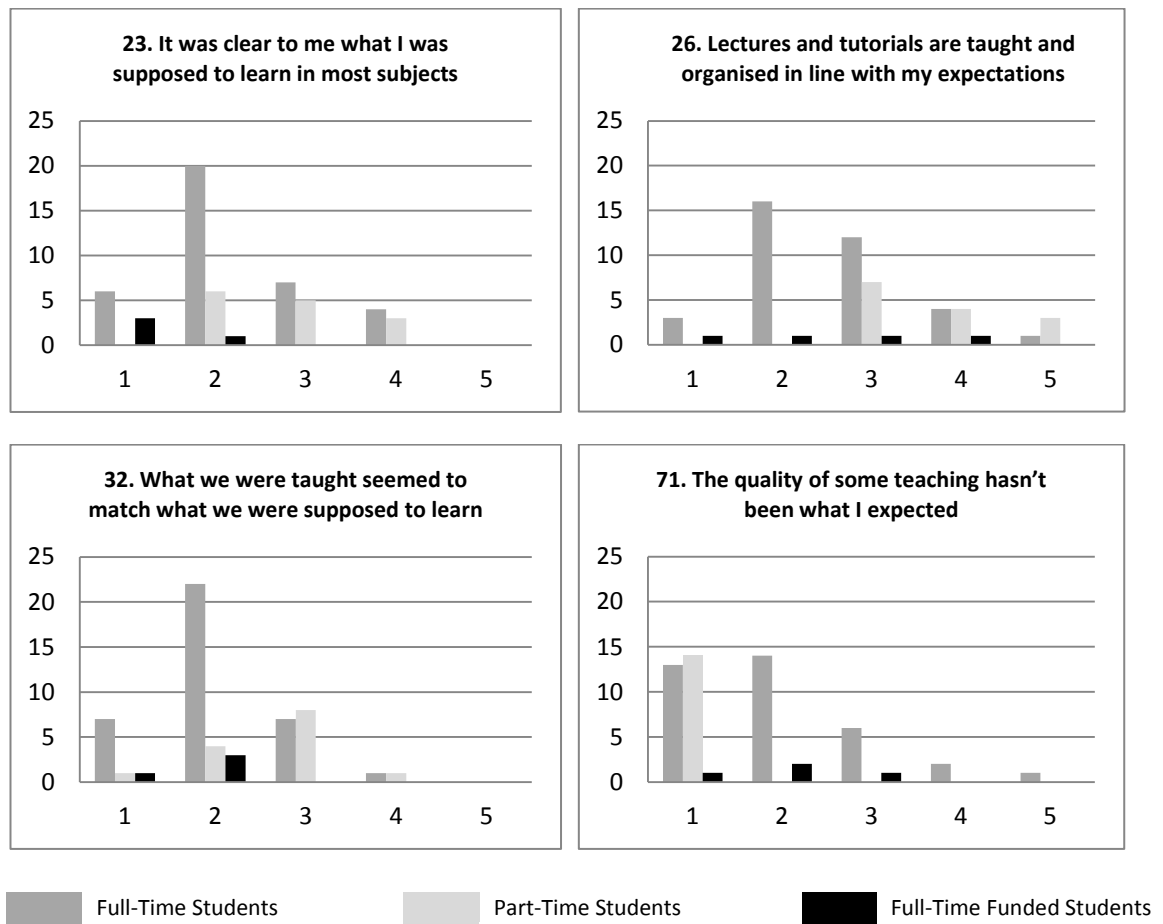 23. It was clear to me what I was
supposed to learn in most subjects
25
20
15
10
5
0
1 2 3 4 5
26. Lectures and tutorials are taught and
organised in line with my expectations
25
20
15
10
5
0
1 2 3 4 5
32. What we were taught seemed to
match what we were supposed to learn
25
20
15
10
5
0
1 2 3 4 5
71. The quality of some teaching hasn’t
been what I expected
25
20
15
10
5
0
1 2 3 4 5
Full-Time Students Part-Time Students Full-Time Funded Students